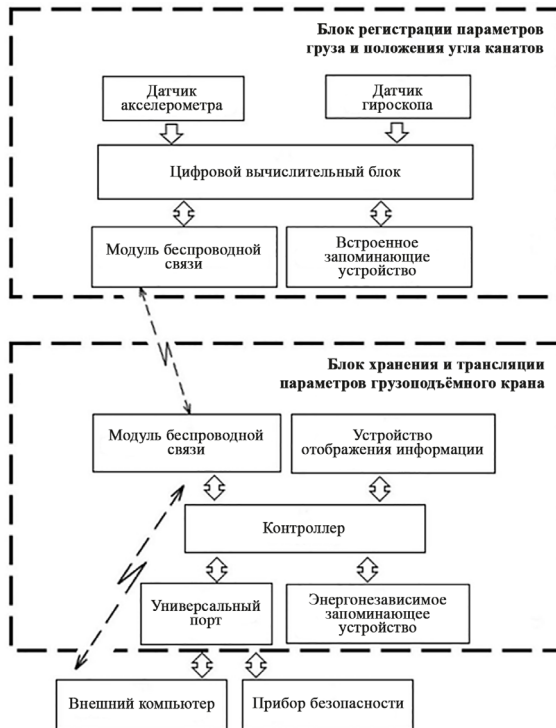 Блок регистрации параметров
груза и положения угла канатов
Датчик
акселерометра
Датчик
гироскопа
Цифровой вычислительный блок
Модуль беспроводной
связи
Встроенное
запоминающие
устройство
Блок хранения и трансляции
параметров грузоподъёмного крана
Модуль беспроводной
связи
Устройство
отображения информации
Контроллер
Универсальный
порт
Энергонезависимое
запоминающее
устройство
Внешний компьютер
Прибор безопасности